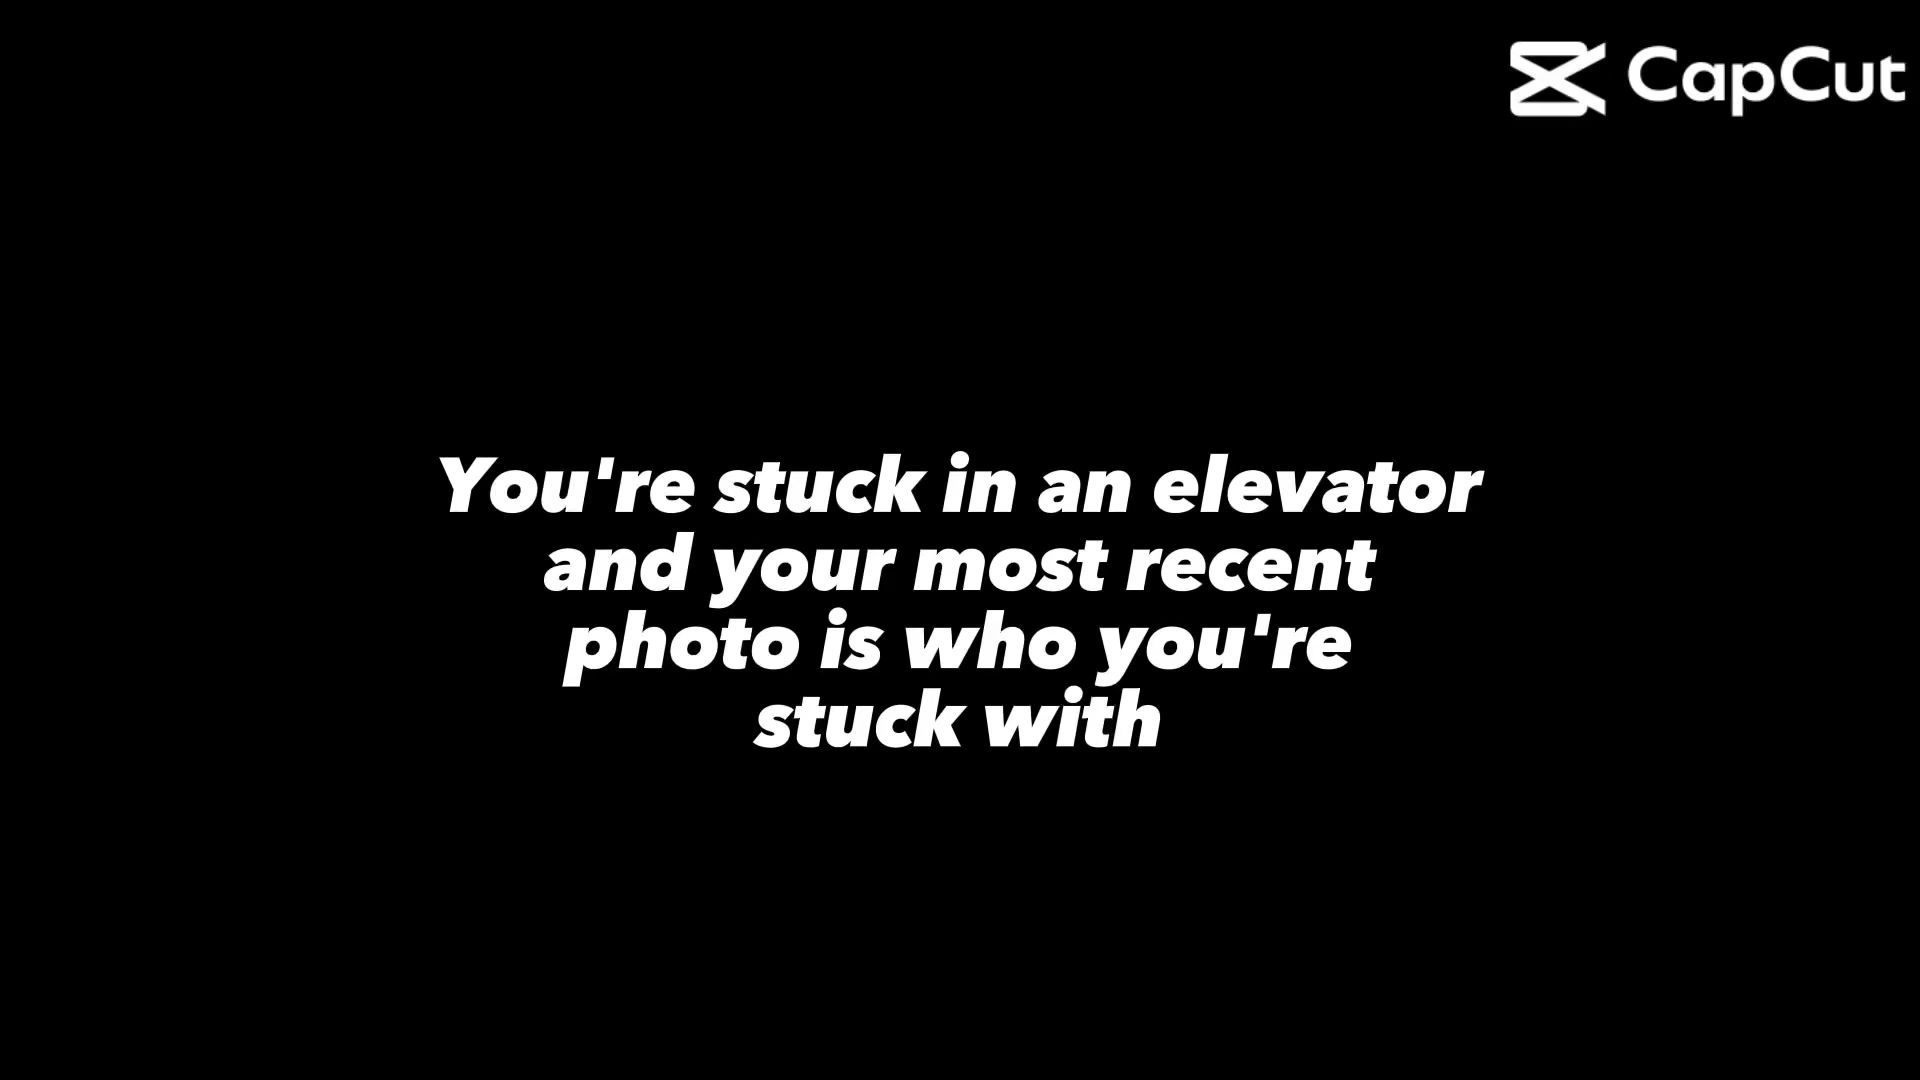 CapCut
You're stuck in an elevator
and your most recent
photo is who you're
stuck with